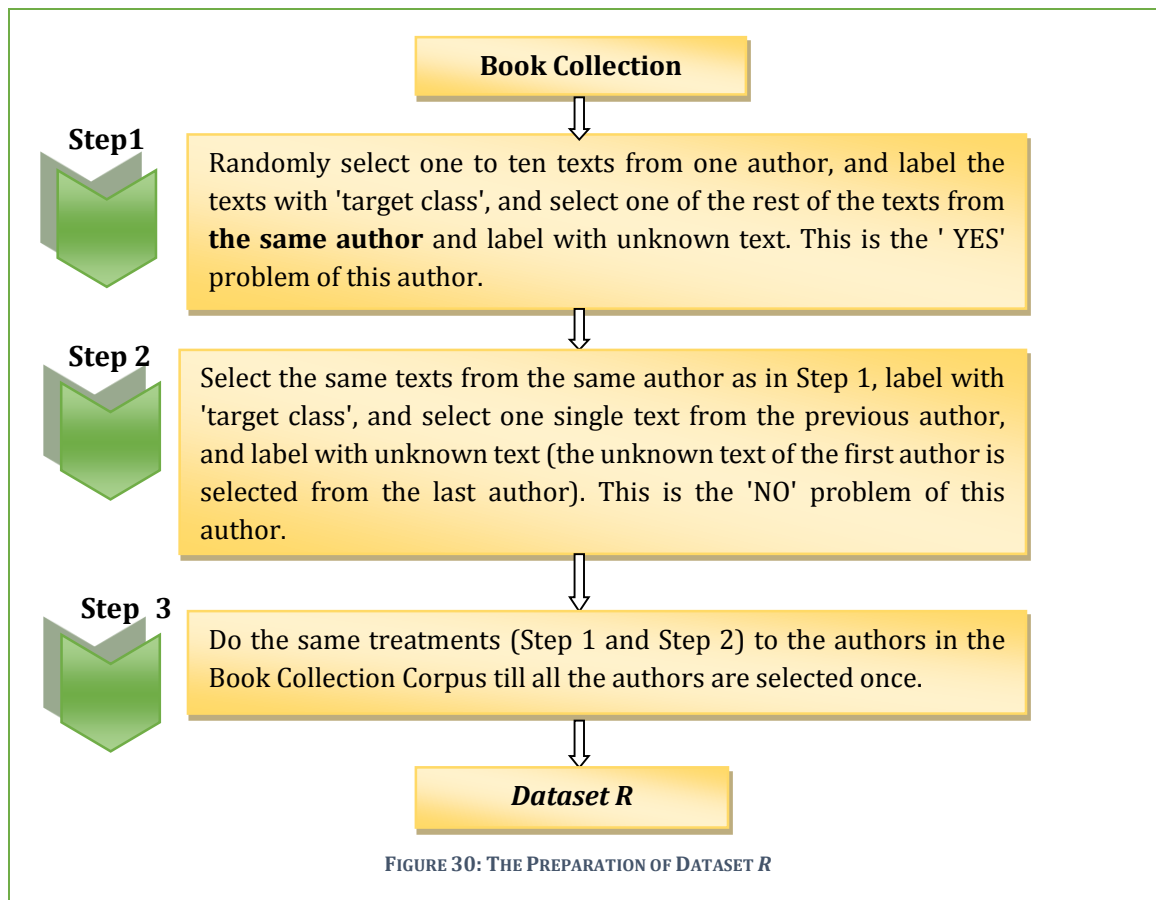 Book Collection
Step1
Randomly select one to ten texts from one author, and label the
texts with 'target class', and select one of the rest of the texts from
the same author and label with unknown text. This is the ' YES'
problem of this author.
Step 2
Select the same texts from the same author as in Step 1, label with
'target class', and select one single text from the previous author,
and label with unknown text (the unknown text of the first author is
selected from the last author). This is the 'NO' problem of this
author.
Step 3
Do the same treatments (Step 1 and Step 2) to the authors in the
Book Collection Corpus till all the authors are selected once.
Dataset R
FIGURE 30: THE PREPARATION OF DATASET R